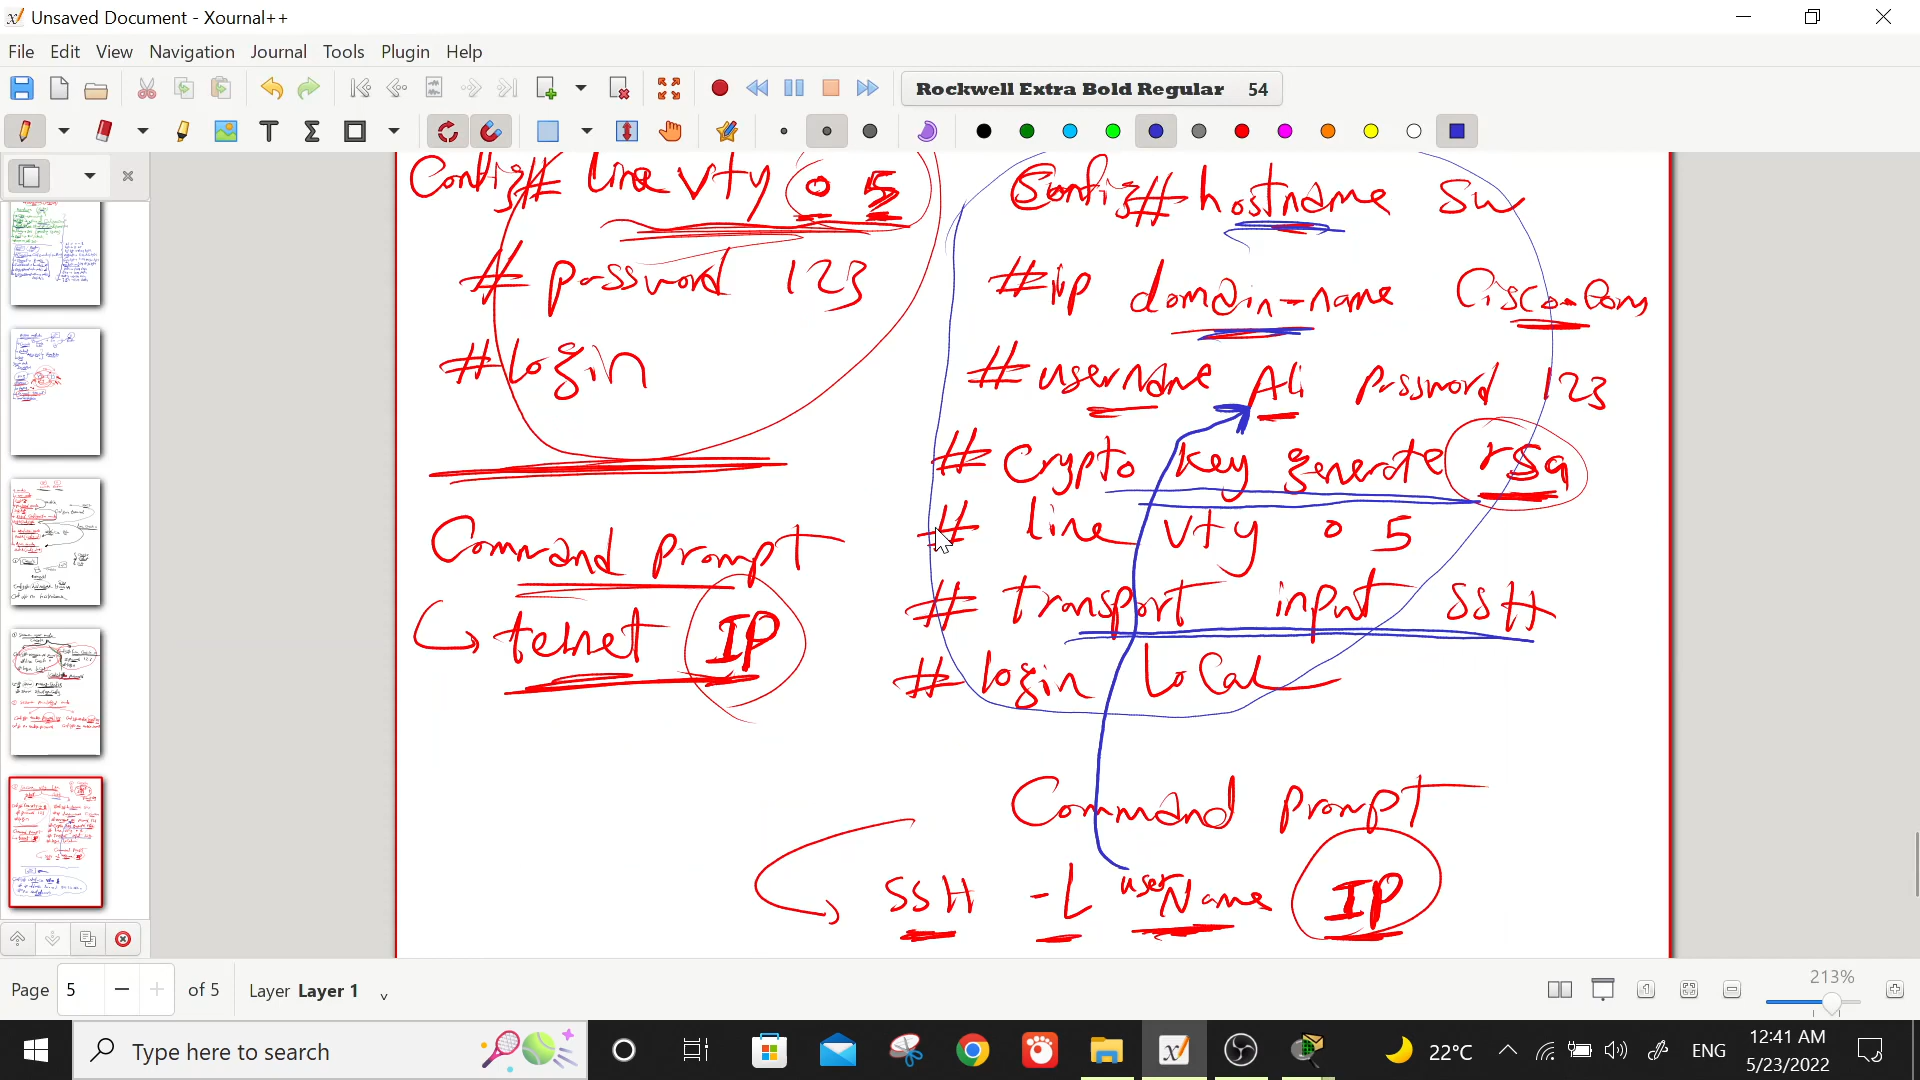 Unsaved Document - Xournal++
File Edit View Navigation Journal Tools Plugin Help
Rockwell Extra Bold Regular 54
Config# line vty 0 5
# password 123
#login
Command prompt
telnet IP
Config# hostname SW
#ip domain-name Cisco.Com
#username Ali password 123
# Crypto key generate rsa
# line vty 0 5
# transport input SSH
# login local
Command prompt
SSH -L userName IP
Page 5 of 5 Layer Layer 1
213%
Type here to search
22°C
ENG
12:41 AM
5/23/2022